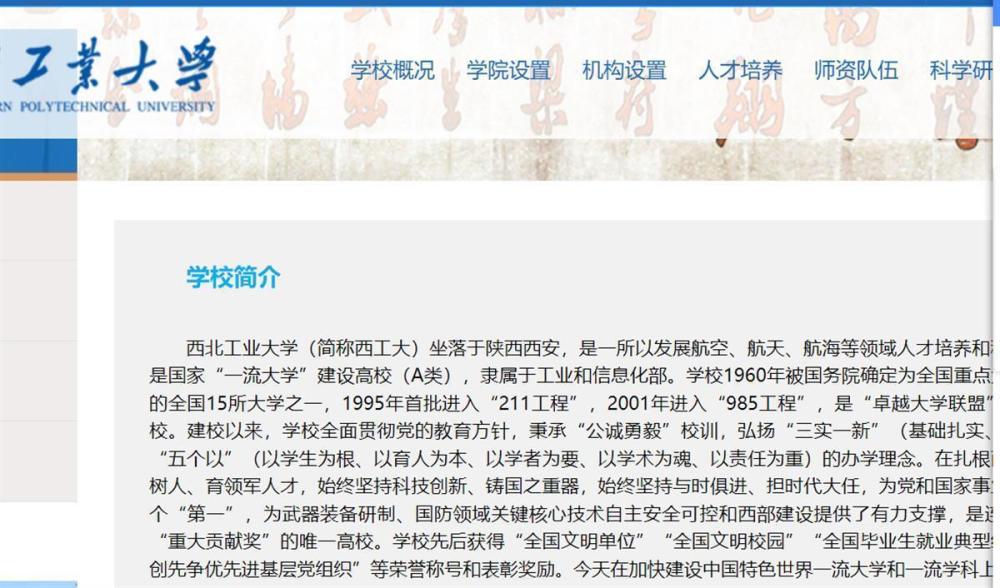 工业大学
RN POLYTECHNICAL UNIVERSITY
学校概况 学院设置 机构设置 人才培养 师资队伍 科学研
学校简介
西北工业大学（简称西工大）坐落于陕西西安，是一所以发展航空、航天、航海等领域人才培养和
是国家“一流大学”建设高校（A类），隶属于工业和信息化部。学校1960年被国务院确定为全国重点
的全国15所大学之一，1995年首批进入“211工程”，2001年进入“985工程”，是“卓越大学联盟”
校。建校以来，学校全面贯彻党的教育方针，秉承“公诚勇毅”校训，弘扬“三实一新”（基础扎实、
“五个以”（以学生为根、以育人为本、以学者为要、以学术为魂、以责任为重）的办学理念。在扎根
树人、育领军人才，始终坚持科技创新、铸国之重器，始终坚持与时俱进、担时代大任，为党和国家事
个“第一”，为武器装备研制、国防领域关键核心技术自主安全可控和西部建设提供了有力支撑，是
“重大贡献奖”的唯一高校。学校先后获得“全国文明单位”“全国文明校园”“全国毕业生就业典型
创先争优先进基层党组织”等荣誉称号和表彰奖励。今天在加快建设中国特色世界一流大学和一流学科上